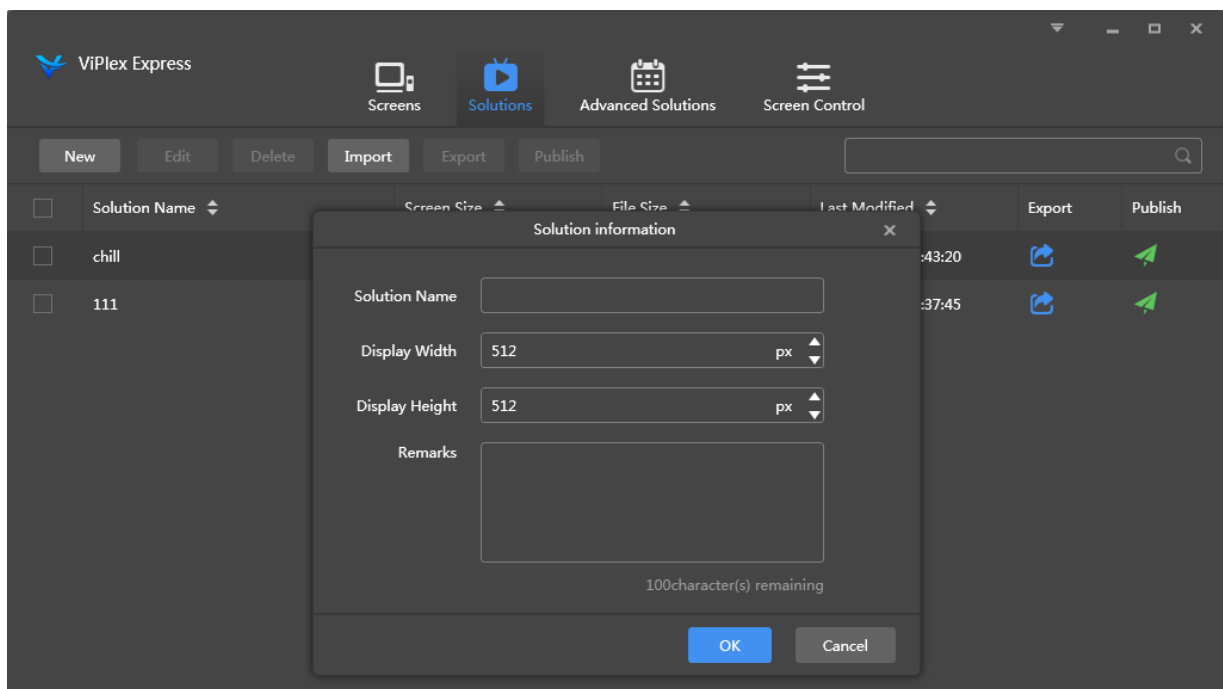 ViPlex Express
Screens Solutions Advanced Solutions Screen Control
New Edit Delete Import Export Publish
Solution Name Screen Size File Size Last Modified Export Publish
Solution information
chill :43:20
Solution Name
111 :37:45
Display Width 512 px
Display Height 512 px
Remarks
100character(s) remaining
OK Cancel